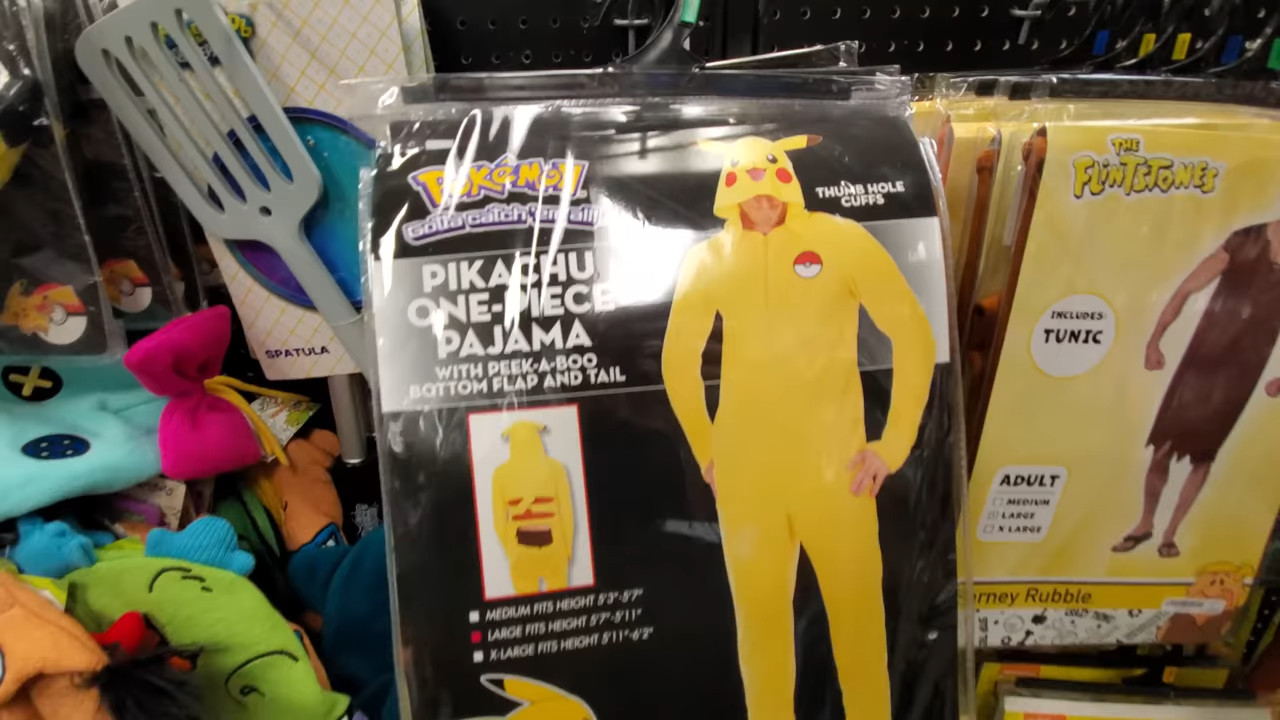 POKéMON
Gotta catch 'em all!
THUMB HOLE
CUFFS
PIKACHU
ONE-PIECE
PAJAMA
WITH PEEK-A-BOO
BOTTOM FLAP AND TAIL
MEDIUM FITS HEIGHT 5'3"-5'7"
LARGE FITS HEIGHT 5'7"-5'11"
X-LARGE FITS HEIGHT 5'11"-6'2"
SPATULA
THE
FLINTSTONES
INCLUDES:
TUNIC
ADULT
MEDIUM
LARGE
X LARGE
rney Rubble